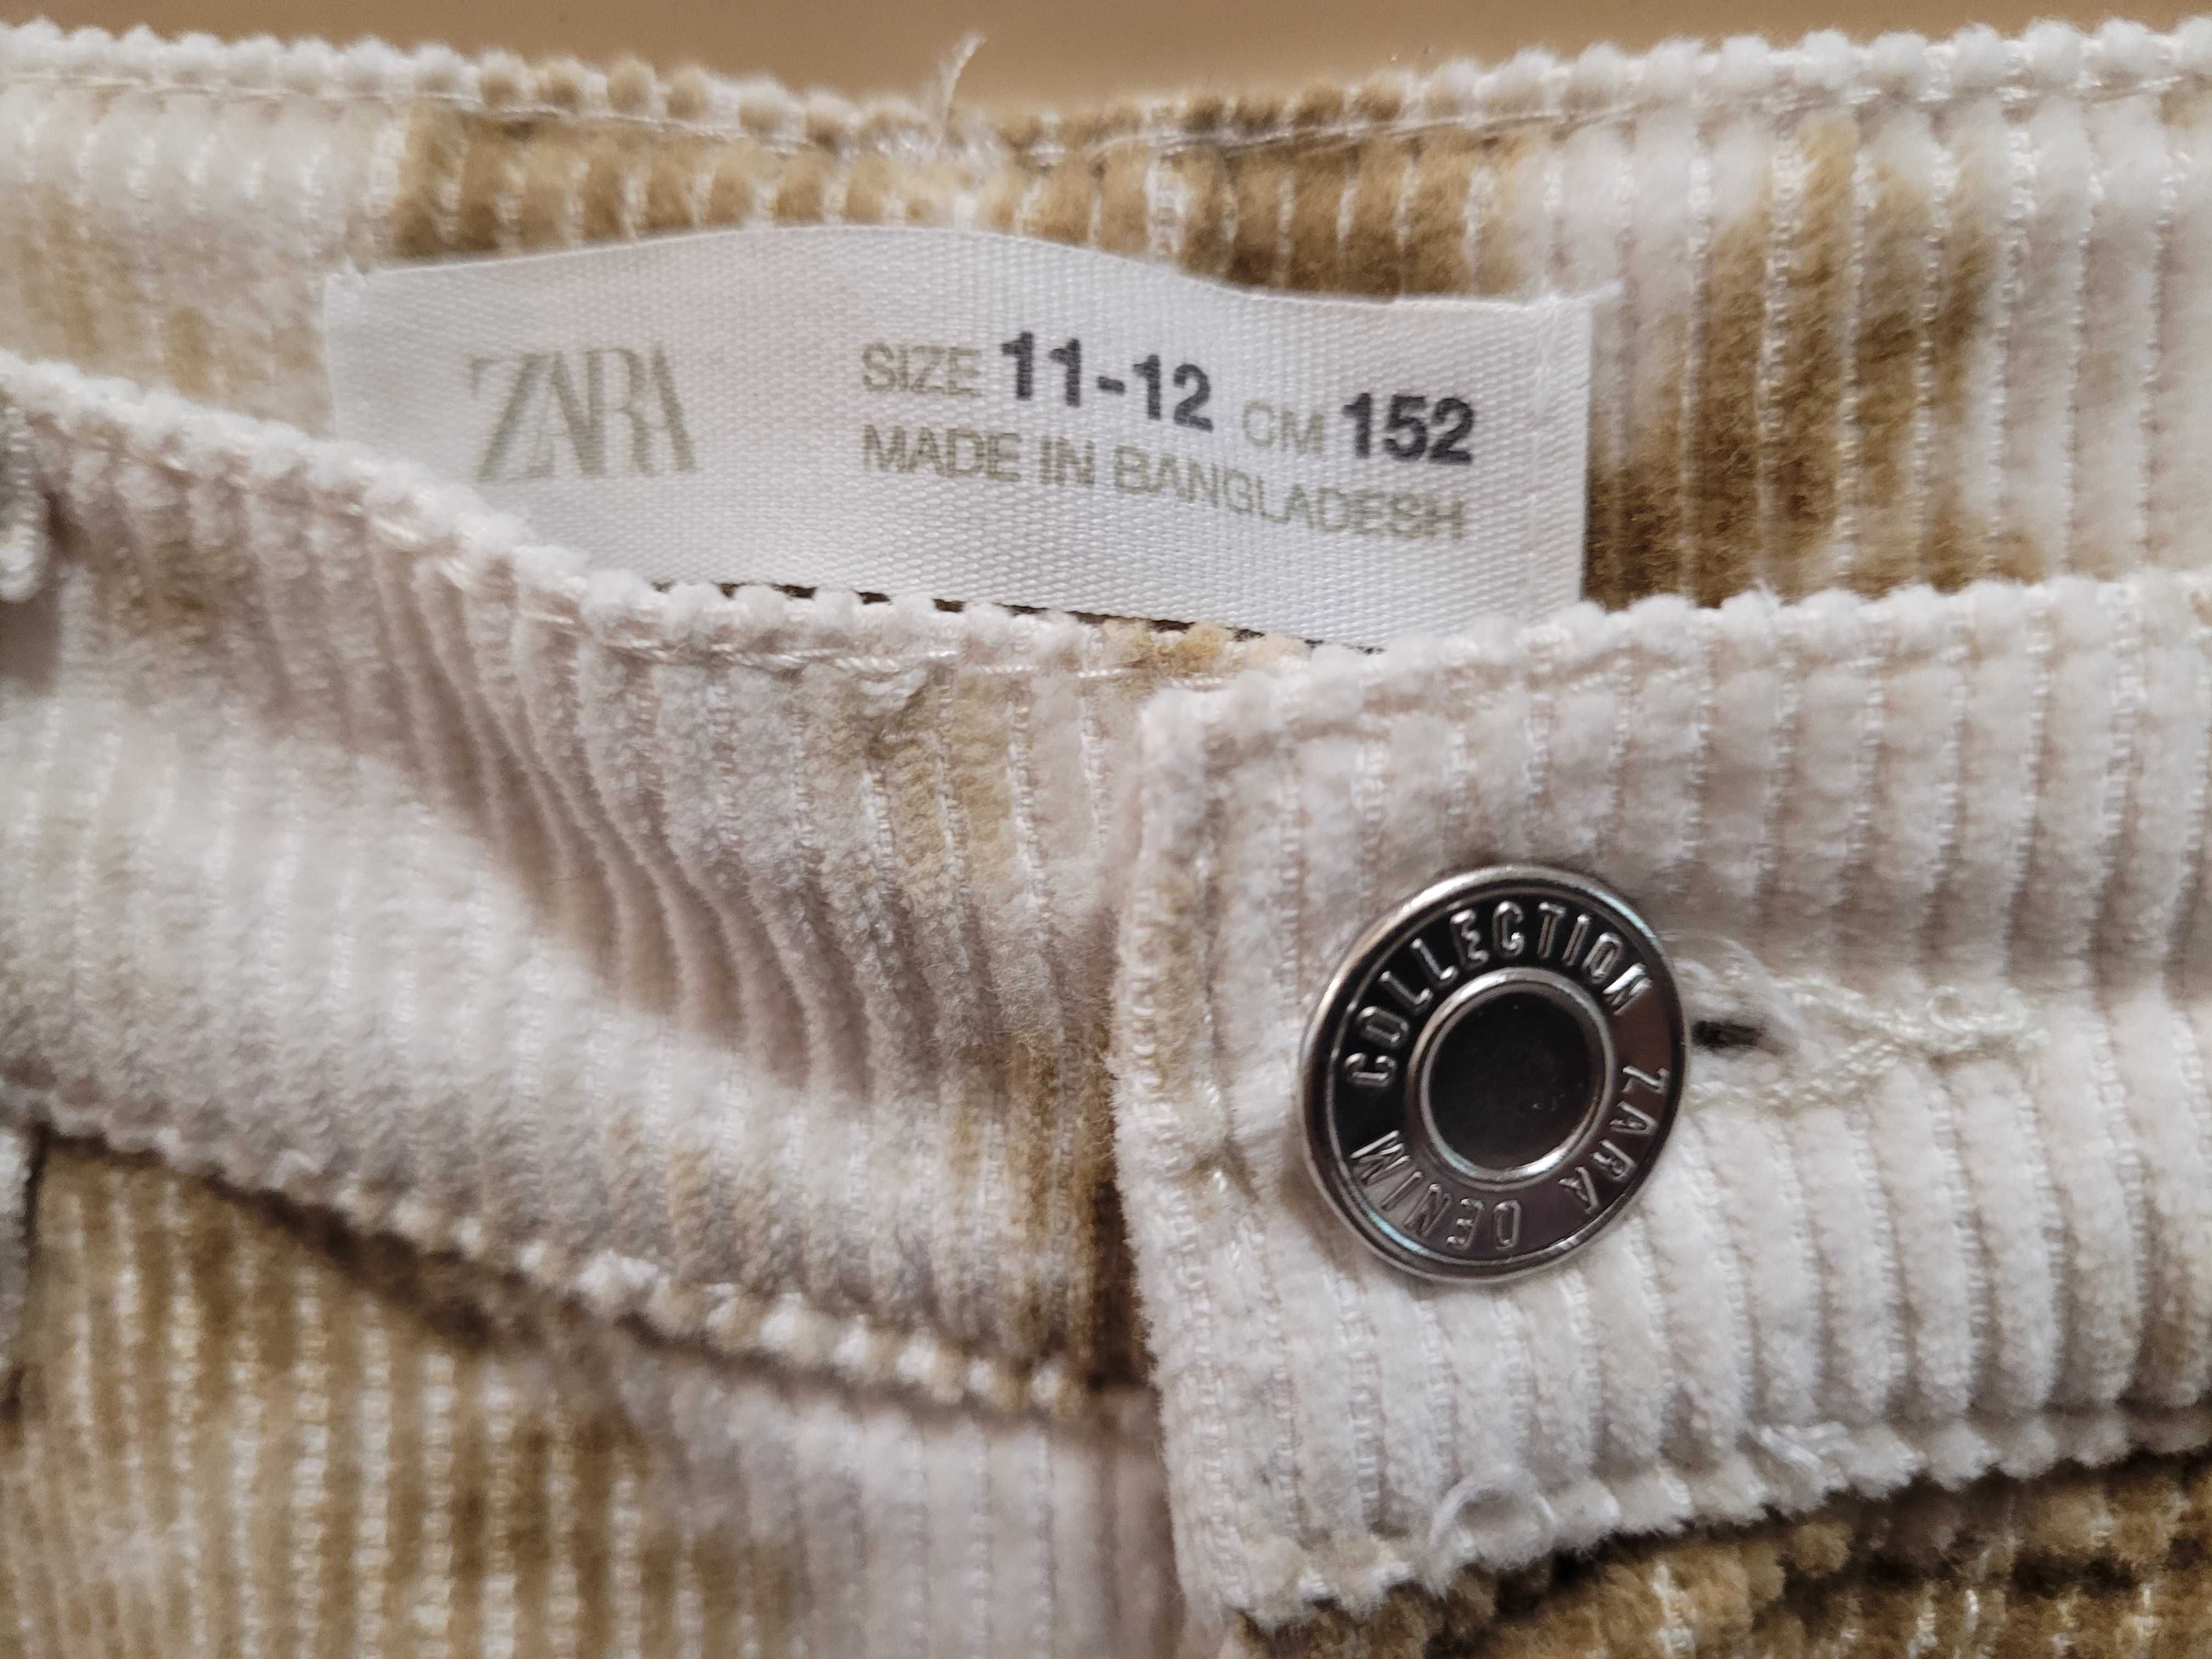 ZARA
SIZE 11-12 CM 152
MADE IN BANGLADESH
COLLECTION
ZARA DENIM